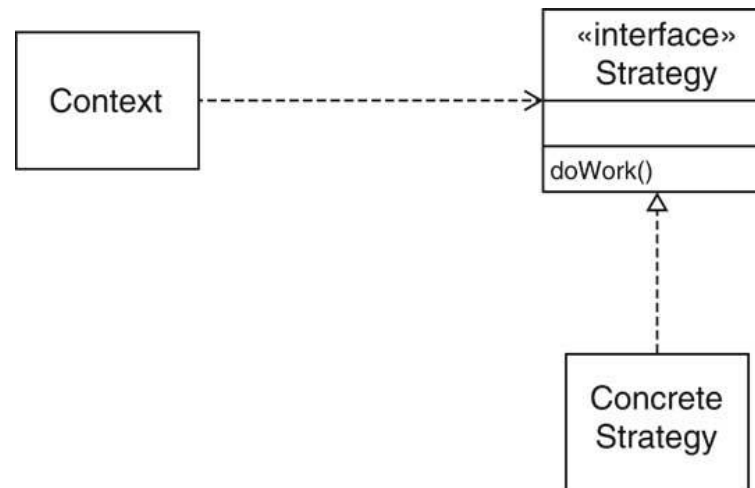 Context
«interface»
Strategy
doWork()
Concrete
Strategy